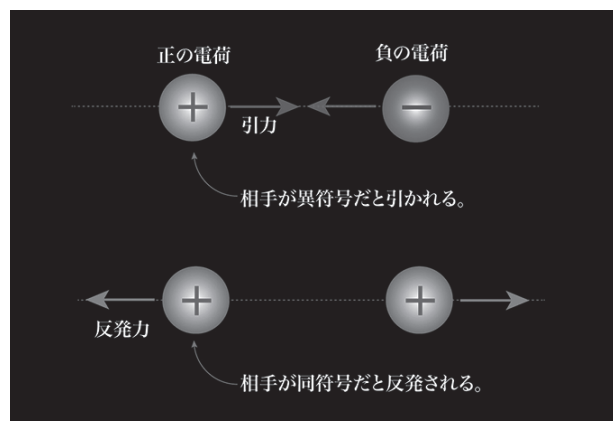 正の電荷
負の電荷
+
−
引力
相手が異符号だと引かれる。
+
+
反発力
相手が同符号だと反発される。